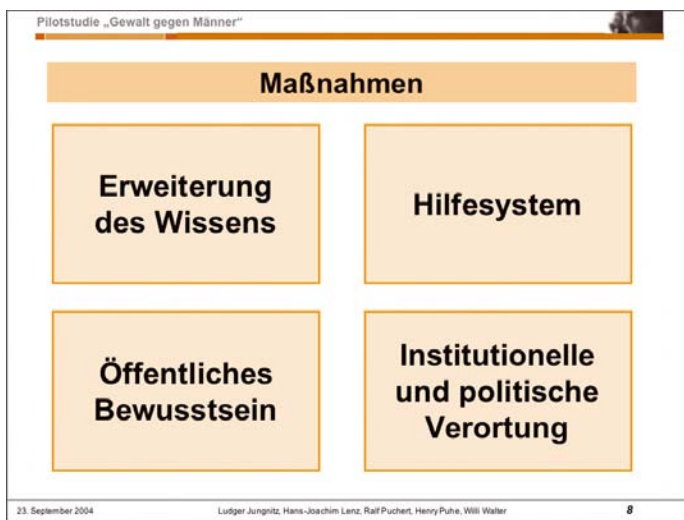 Pilotstudie „Gewalt gegen Männer“
Maßnahmen
Erweiterung
des Wissens
Hilfesystem
Öffentliches
Bewusstsein
Institutionelle
und politische
Verortung
23. September 2004
Ludger Jungnitz, Hans-Joachim Lenz, Ralf Puchert, Henry Puhe, Willi Walter
8